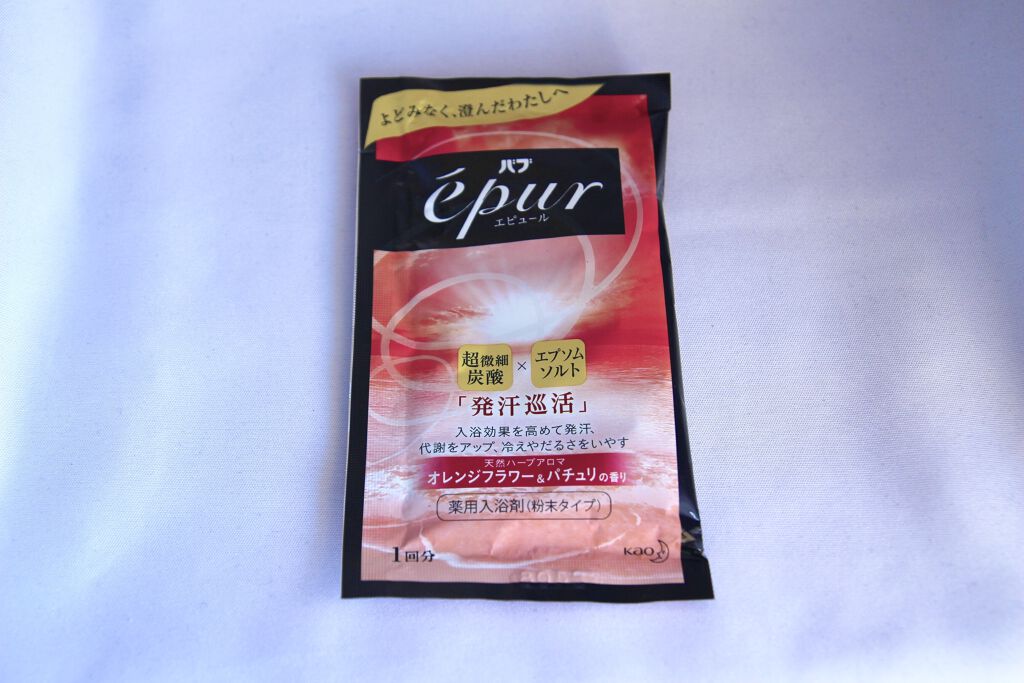 よどみなく、澄んだわたしへ
バブ
épur
エピュール
超微細
炭酸
×
エプソム
ソルト
「発汗巡活」
入浴効果を高めて発汗、
代謝をアップ、冷えやだるさをいやす
天然ハーブアロマ
オレンジフラワー&パチュリの香り
薬用入浴剤(粉末タイプ)
1回分
Kao